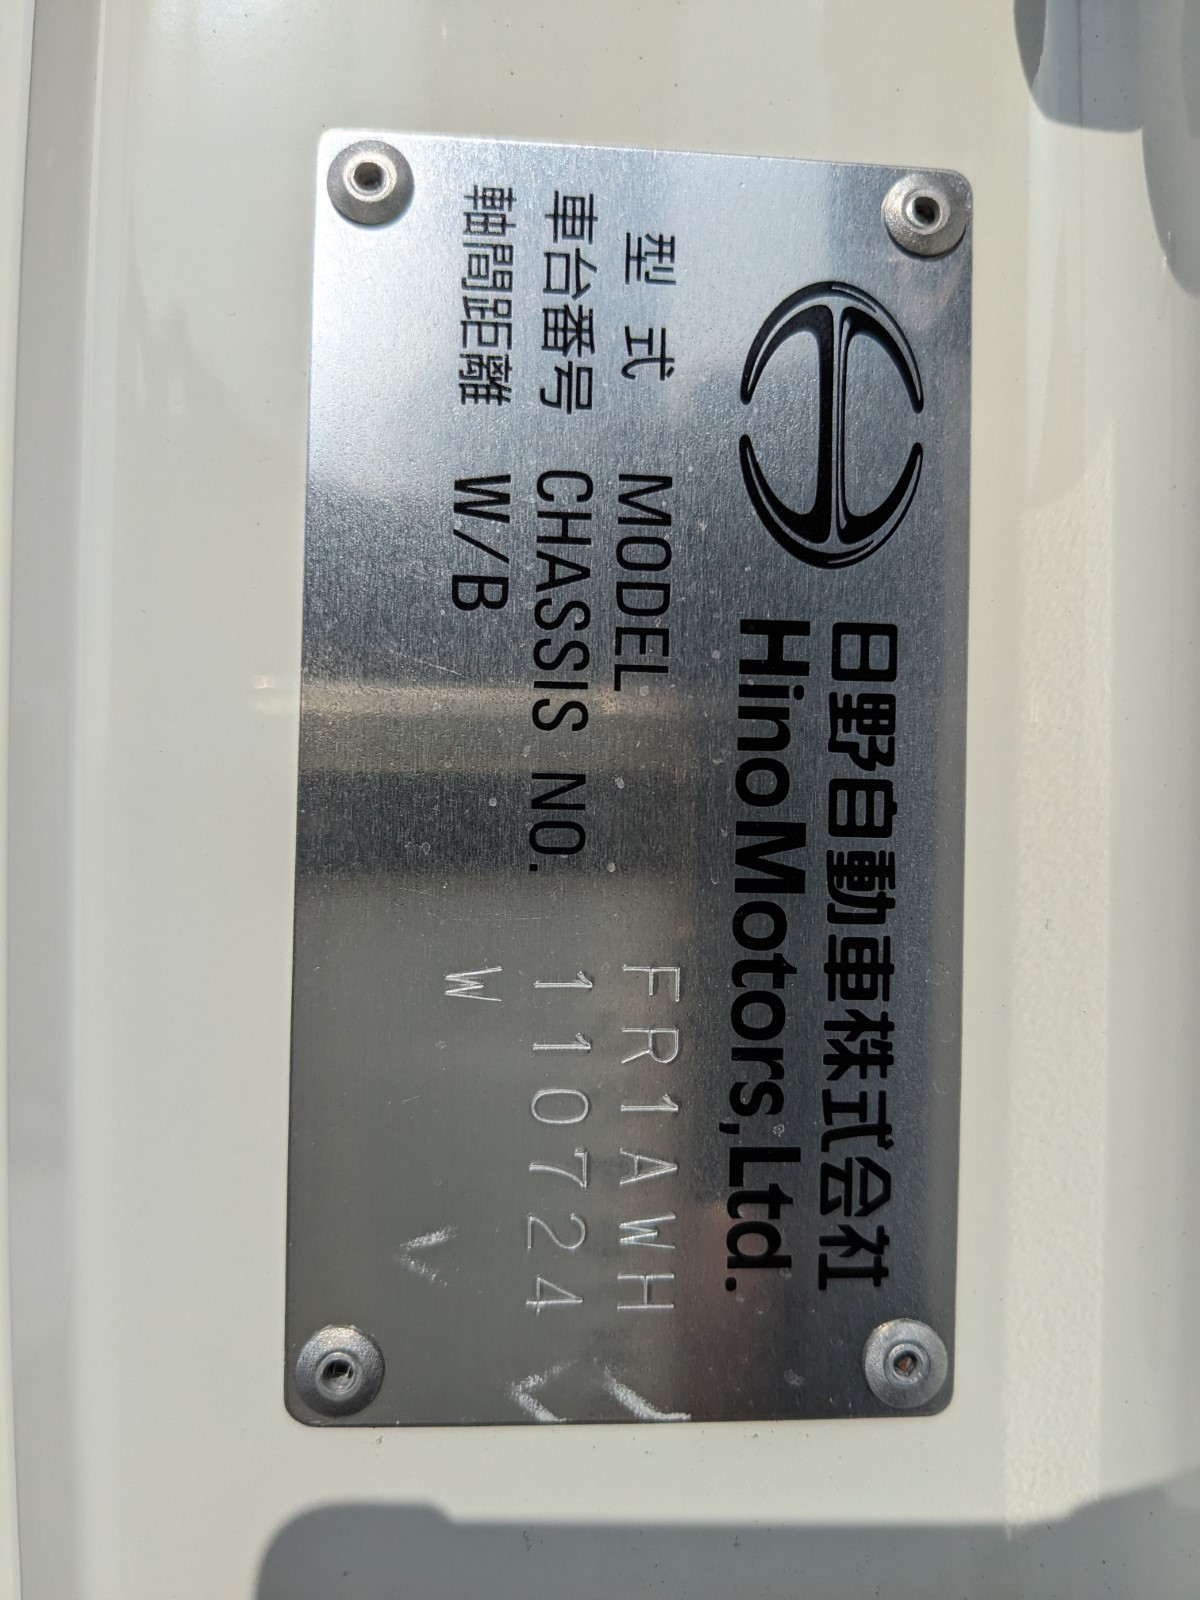 日野自動車株式会社
Hino Motors, Ltd.
型式 MODEL FR1AWH
車台番号 CHASSIS NO. 110724
軸間距離 W/B W